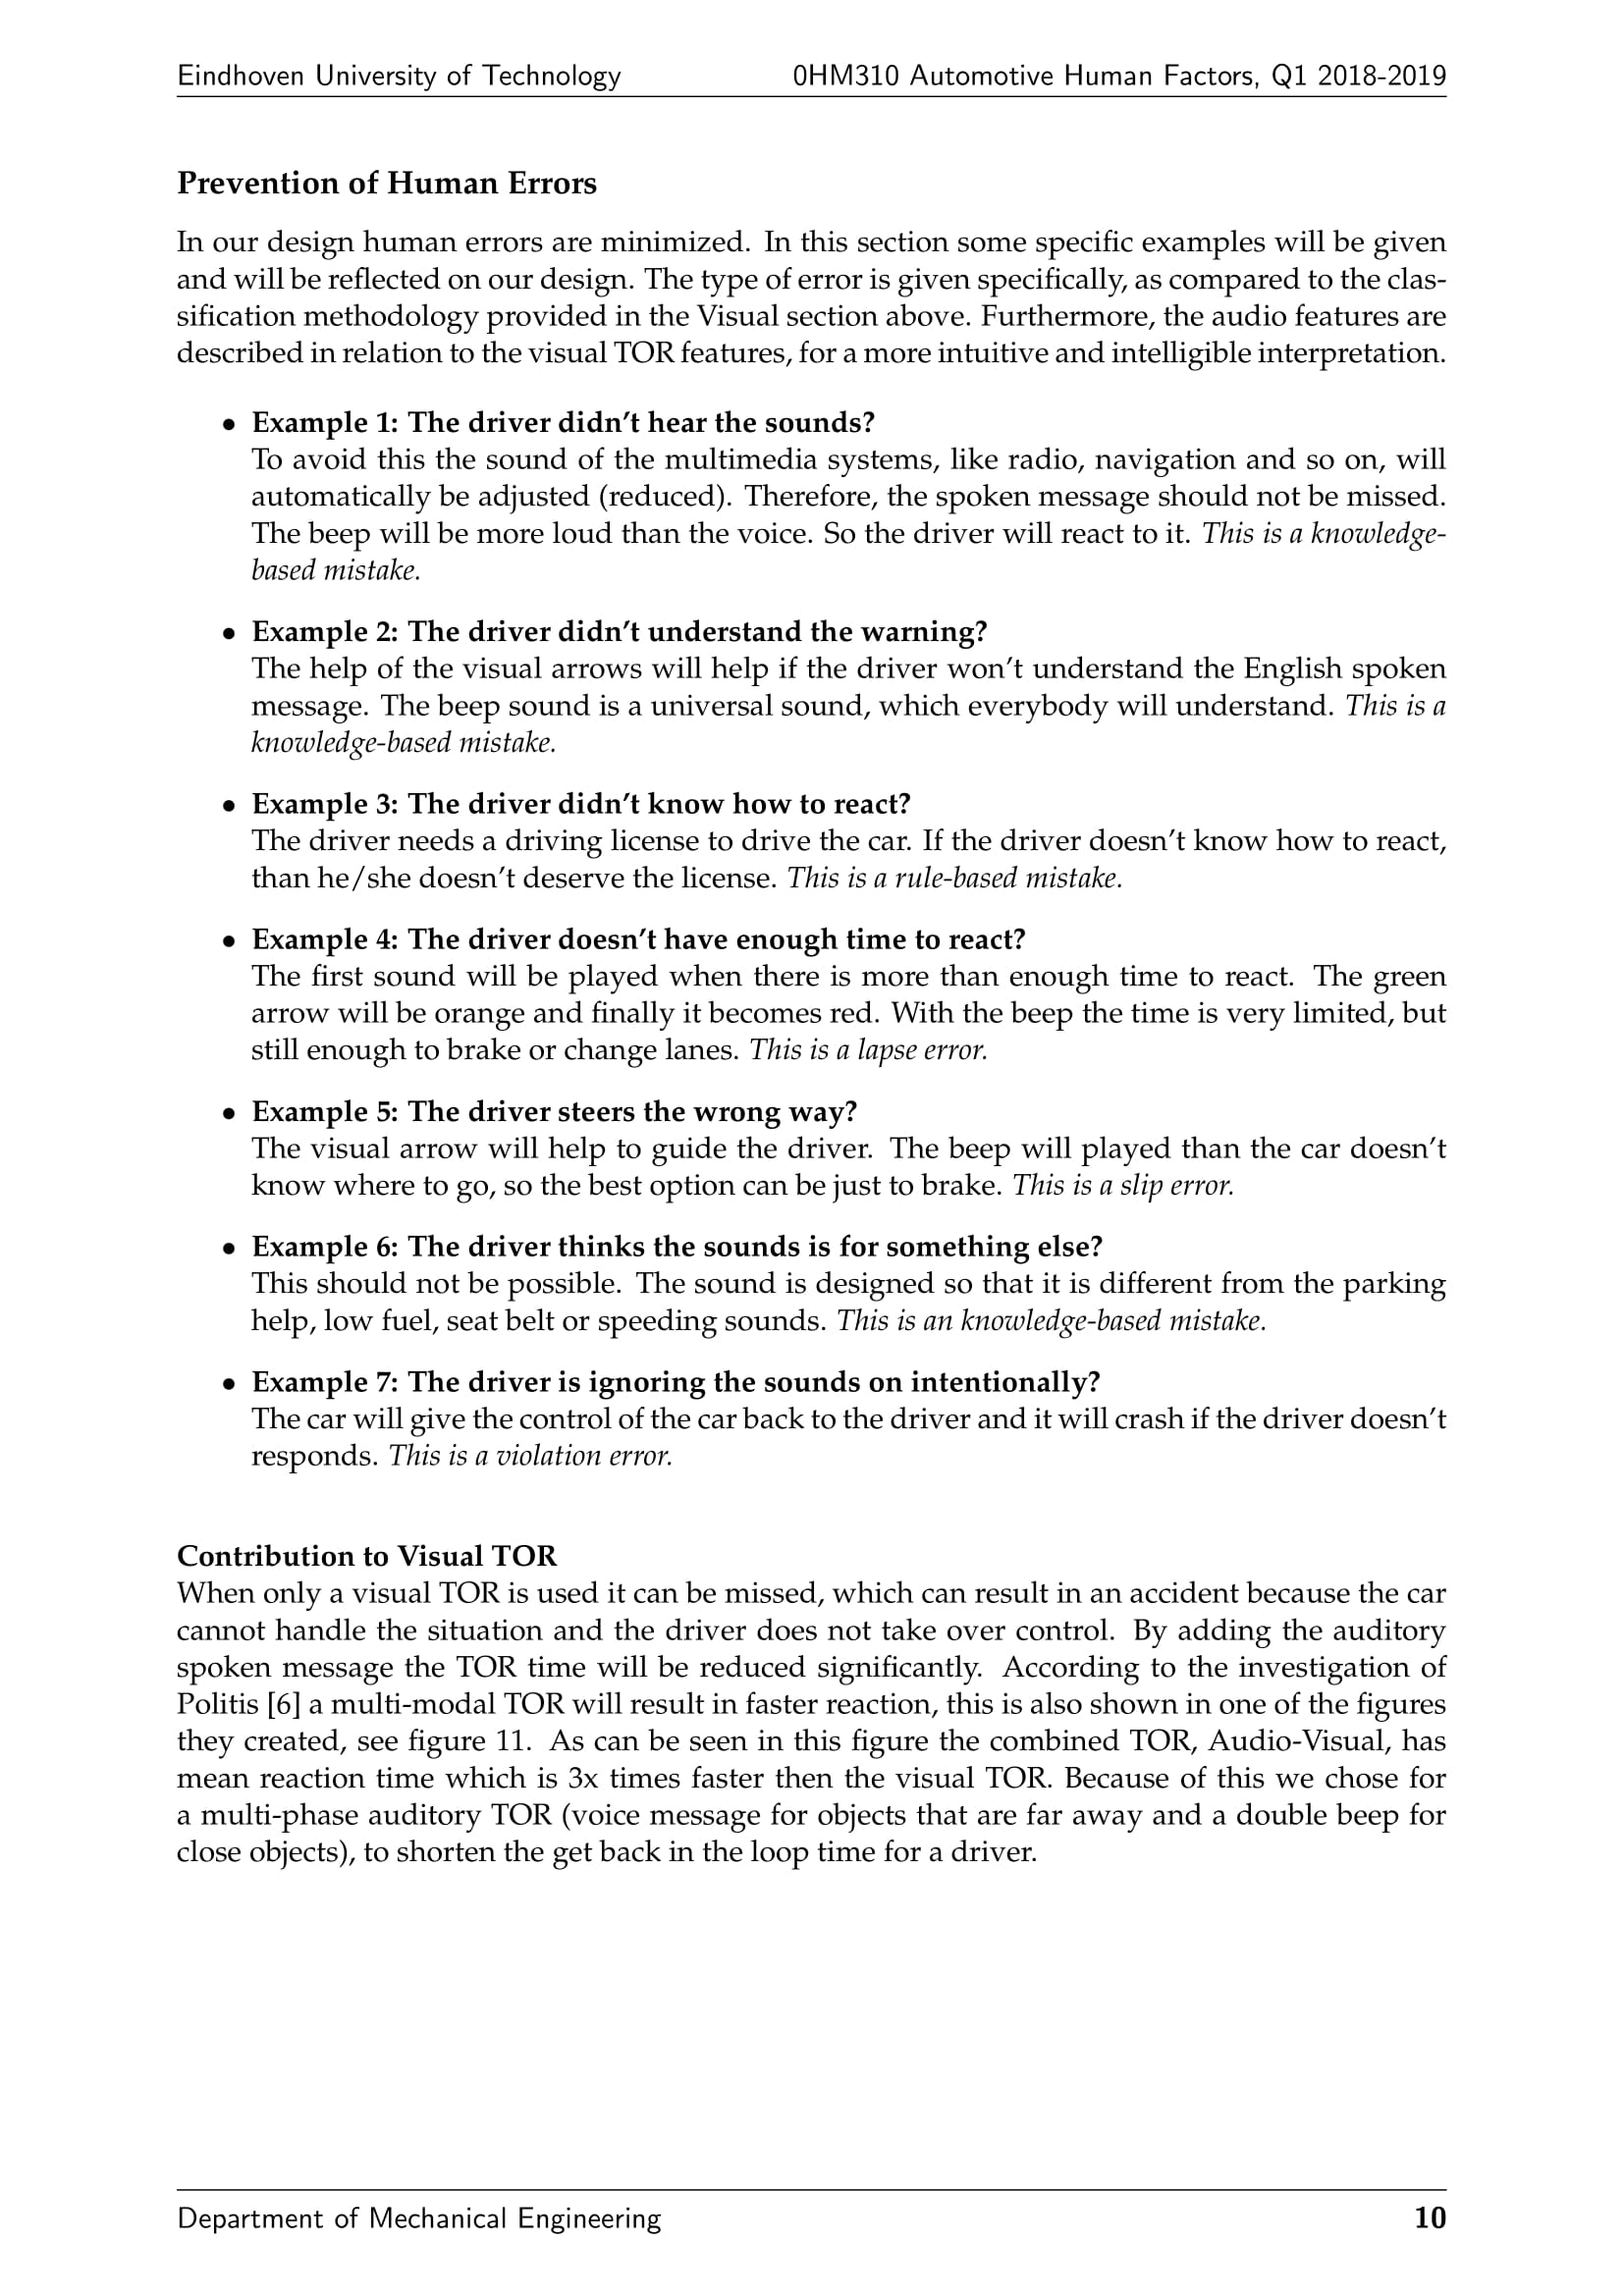 Eindhoven University of Technology 0HM310 Automotive Human Factors, Q1 2018-2019
Prevention of Human Errors
In our design human errors are minimized. In this section some specific examples will be given
and will be reflected on our design. The type of error is given specifically, as compared to the clas-
sification methodology provided in the Visual section above. Furthermore, the audio features are
described in relation to the visual TOR features, for a more intuitive and intelligible interpretation.
• Example 1: The driver didn't hear the sounds?
To avoid this the sound of the multimedia systems, like radio, navigation and so on, will
automatically be adjusted (reduced). Therefore, the spoken message should not be missed.
The beep will be more loud than the voice. So the driver will react to it. This is a knowledge-
based mistake.
• Example 2: The driver didn't understand the warning?
The help of the visual arrows will help if the driver won't understand the English spoken
message. The beep sound is a universal sound, which everybody will understand. This is a
knowledge-based mistake.
• Example 3: The driver didn't know how to react?
The driver needs a driving license to drive the car. If the driver doesn't know how to react,
than he/she doesn't deserve the license. This is a rule-based mistake.
• Example 4: The driver doesn't have enough time to react?
The first sound will be played when there is more than enough time to react. The green
arrow will be orange and finally it becomes red. With the beep the time is very limited, but
still enough to brake or change lanes. This is a lapse error.
• Example 5: The driver steers the wrong way?
The visual arrow will help to guide the driver. The beep will played than the car doesn't
know where to go, so the best option can be just to brake. This is a slip error.
• Example 6: The driver thinks the sounds is for something else?
This should not be possible. The sound is designed so that it is different from the parking
help, low fuel, seat belt or speeding sounds. This is an knowledge-based mistake.
• Example 7: The driver is ignoring the sounds on intentionally?
The car will give the control of the car back to the driver and it will crash if the driver doesn't
responds. This is a violation error.
Contribution to Visual TOR
When only a visual TOR is used it can be missed, which can result in an accident because the car
cannot handle the situation and the driver does not take over control. By adding the auditory
spoken message the TOR time will be reduced significantly. According to the investigation of
Politis [6] a multi-modal TOR will result in faster reaction, this is also shown in one of the figures
they created, see figure 11. As can be seen in this figure the combined TOR, Audio-Visual, has
mean reaction time which is 3x times faster then the visual TOR. Because of this we chose for
a multi-phase auditory TOR (voice message for objects that are far away and a double beep for
close objects), to shorten the get back in the loop time for a driver.
Department of Mechanical Engineering 10